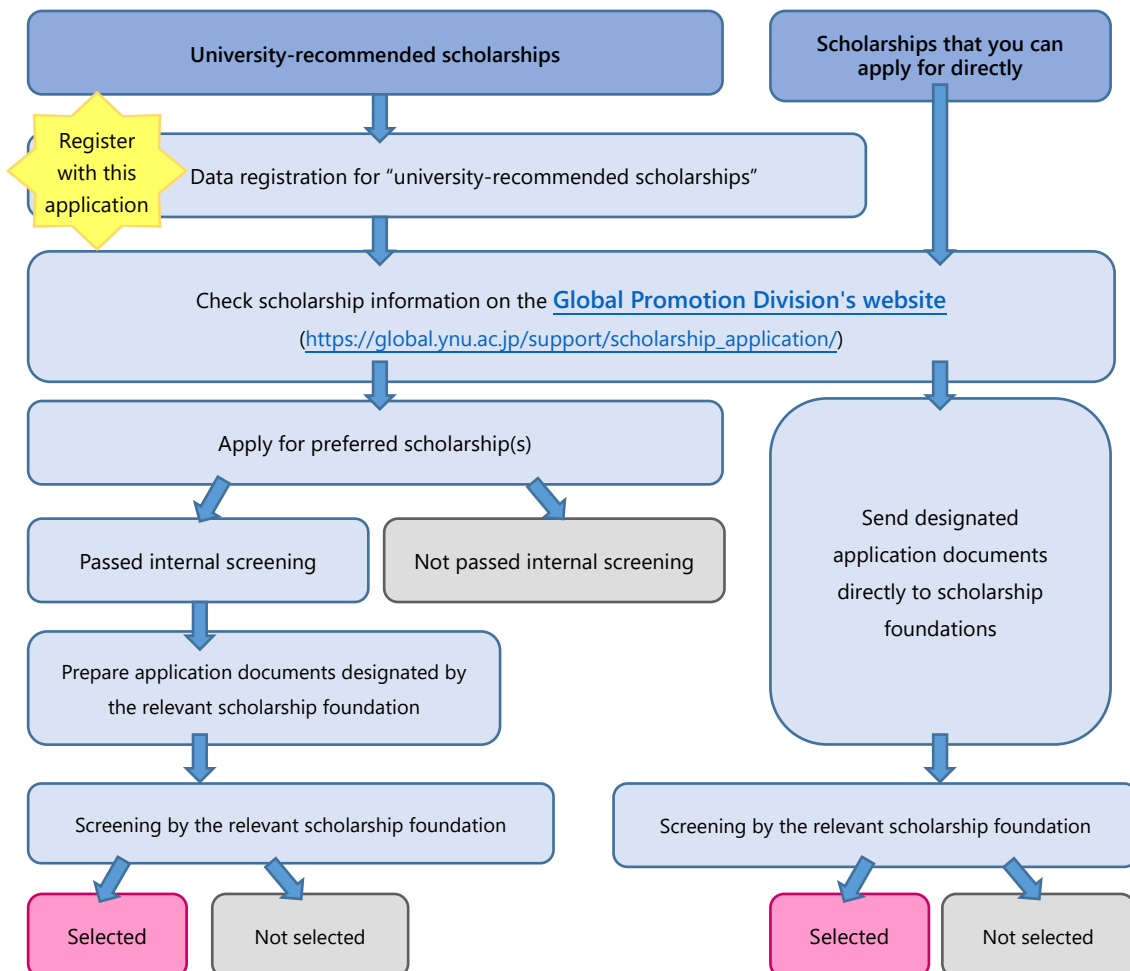 University-recommended scholarships
Scholarships that you can
apply for directly
Register
with this
application
Data registration for “university-recommended scholarships”
Check scholarship information on the Global Promotion Division's website
(https://global.ynu.ac.jp/support/scholarship_application/)
Apply for preferred scholarship(s)
Passed internal screening
Not passed internal screening
Send designated
application documents
directly to scholarship
foundations
Prepare application documents designated by
the relevant scholarship foundation
Screening by the relevant scholarship foundation
Screening by the relevant scholarship foundation
Selected
Not selected
Selected
Not selected